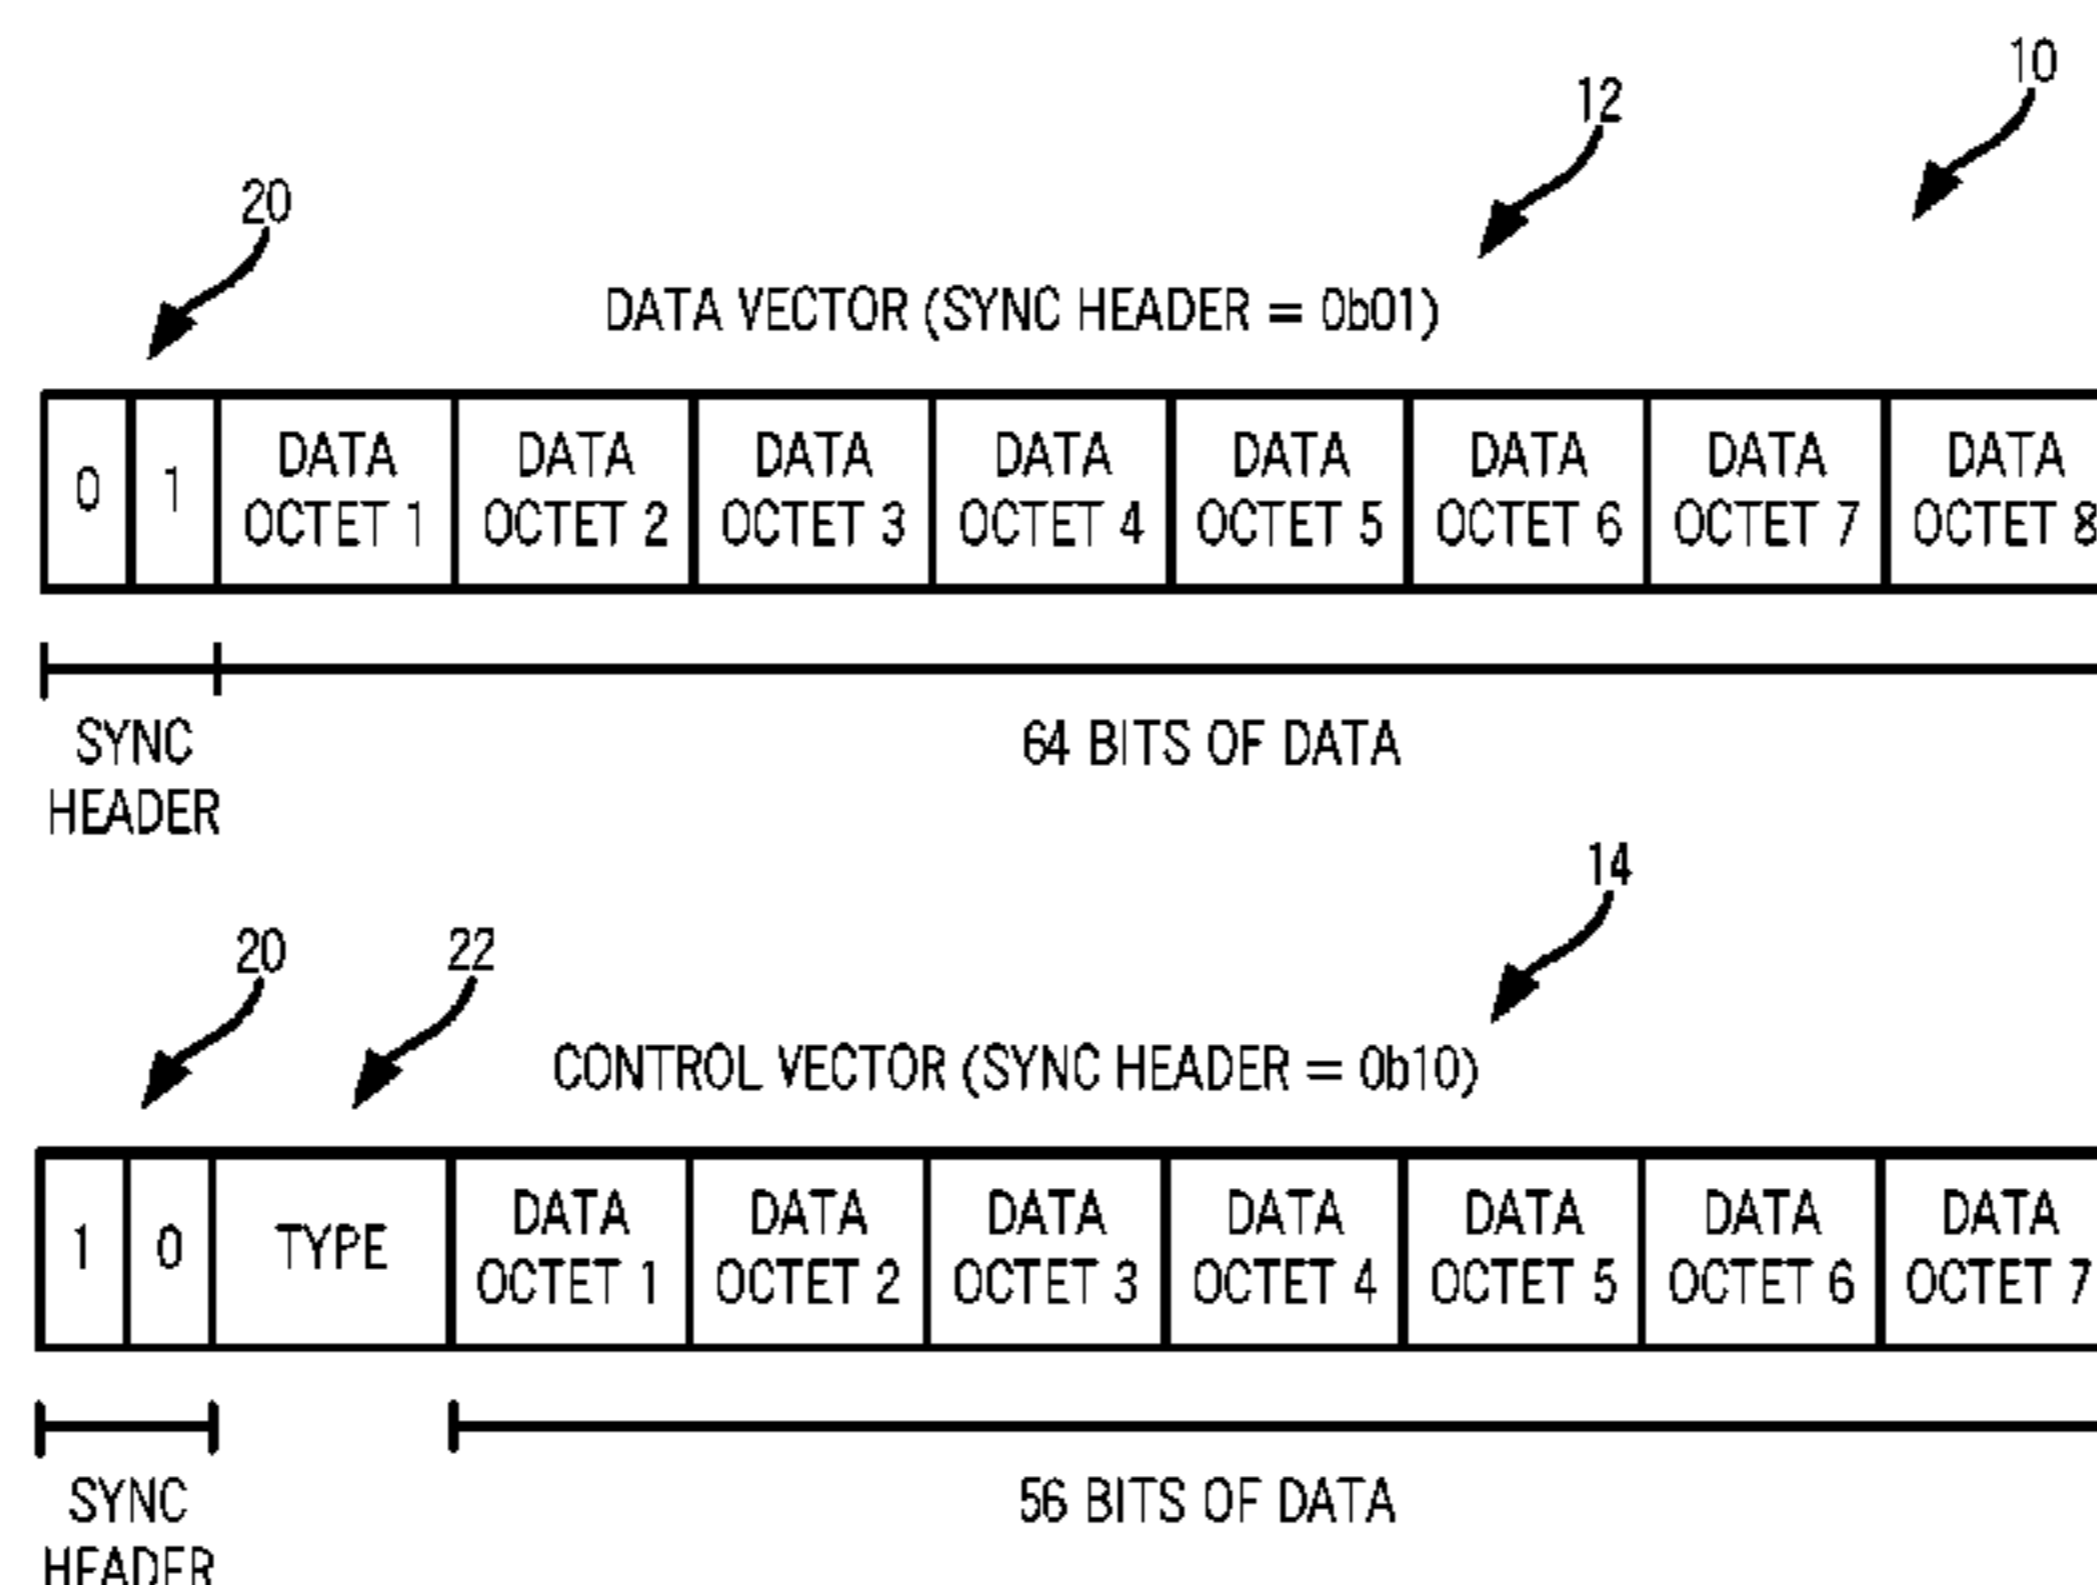 10
12
20
DATA VECTOR (SYNC HEADER = 0b01)
0 1 DATA OCTET 1 DATA OCTET 2 DATA OCTET 3 DATA OCTET 4 DATA OCTET 5 DATA OCTET 6 DATA OCTET 7 DATA OCTET 8
SYNC
HEADER
64 BITS OF DATA
14
20 22
CONTROL VECTOR (SYNC HEADER = 0b10)
1 0 TYPE DATA OCTET 1 DATA OCTET 2 DATA OCTET 3 DATA OCTET 4 DATA OCTET 5 DATA OCTET 6 DATA OCTET 7
SYNC
HEADER
56 BITS OF DATA